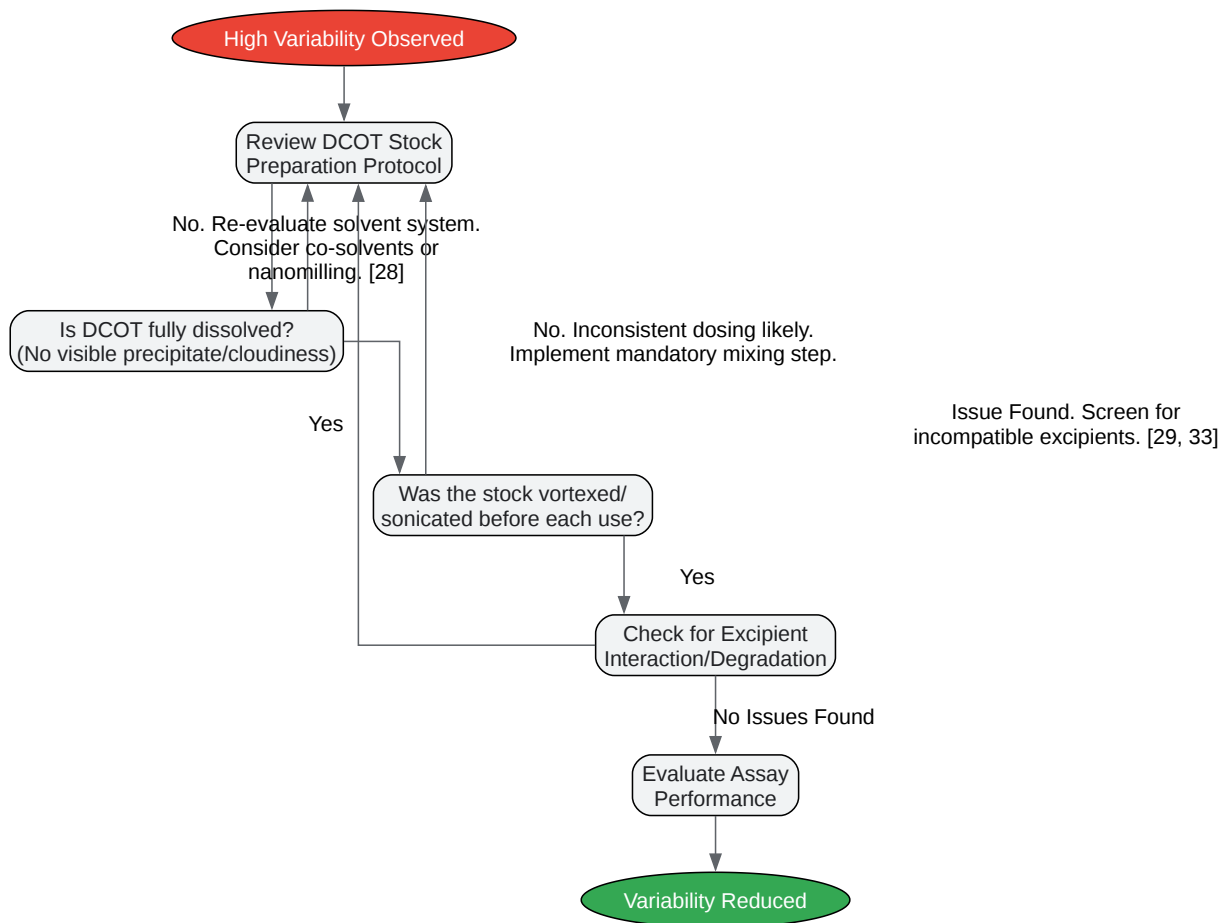 High Variability Observed
Review DCOT Stock
Preparation Protocol
No. Re-evaluate solvent system.
Consider co-solvents or
nanomilling. [28]
Is DCOT fully dissolved?
(No visible precipitate/cloudiness)
No. Inconsistent dosing likely.
Implement mandatory mixing step.
Yes
Issue Found. Screen for
incompatible excipients. [29, 33]
Was the stock vortexed/
sonicated before each use?
Yes
Check for Excipient
Interaction/Degradation
No Issues Found
Evaluate Assay
Performance
Variability Reduced